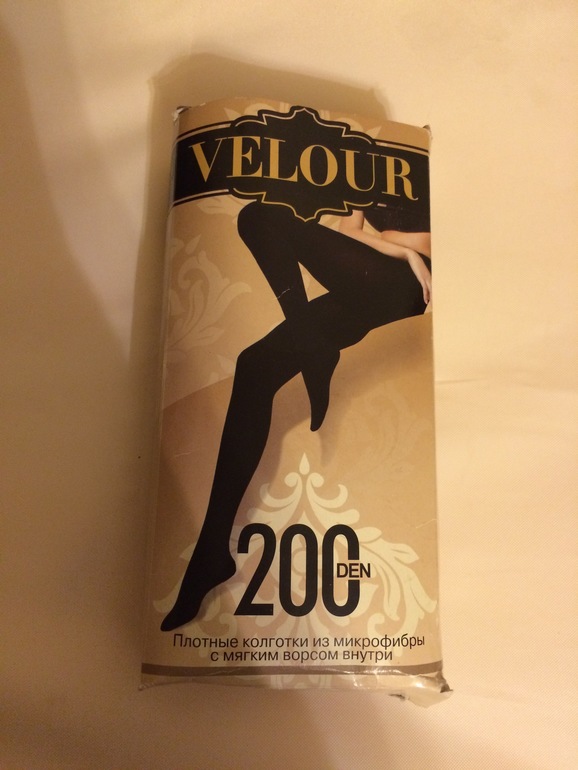 VELOUR
200 DEN
Плотные колготки из микрофибры
с мягким ворсом внутри